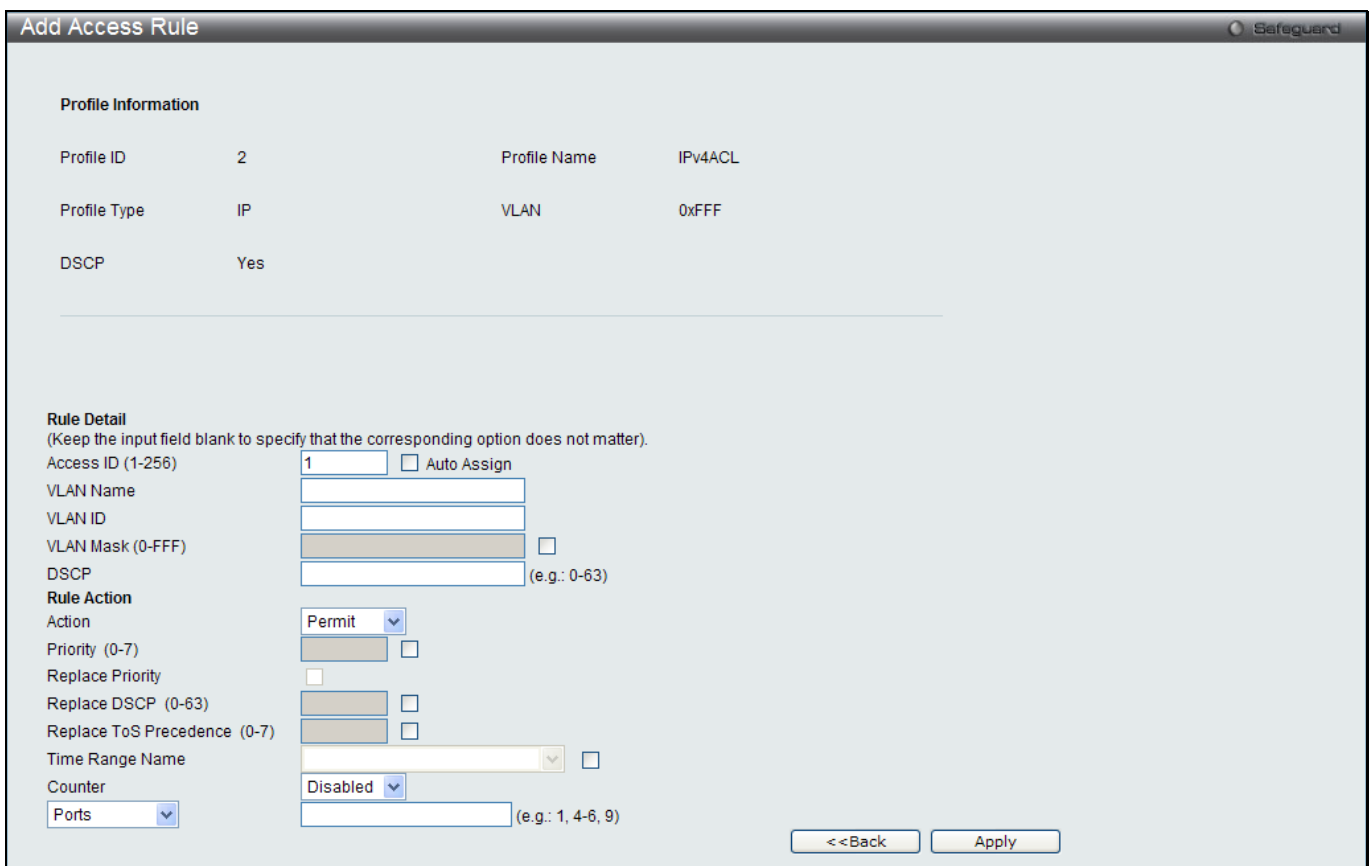 Add Access Rule Safeguard
Profile Information
Profile ID 2 Profile Name IPv4ACL
Profile Type IP VLAN 0xFFF
DSCP Yes
Rule Detail
(Keep the input field blank to specify that the corresponding option does not matter).
Access ID (1-256) 1 Auto Assign
VLAN Name
VLAN ID
VLAN Mask (0-FFF)
DSCP (e.g.: 0-63)
Rule Action
Action Permit
Priority (0-7)
Replace Priority
Replace DSCP (0-63)
Replace ToS Precedence (0-7)
Time Range Name
Counter Disabled
Ports (e.g.: 1, 4-6, 9)
<<Back Apply